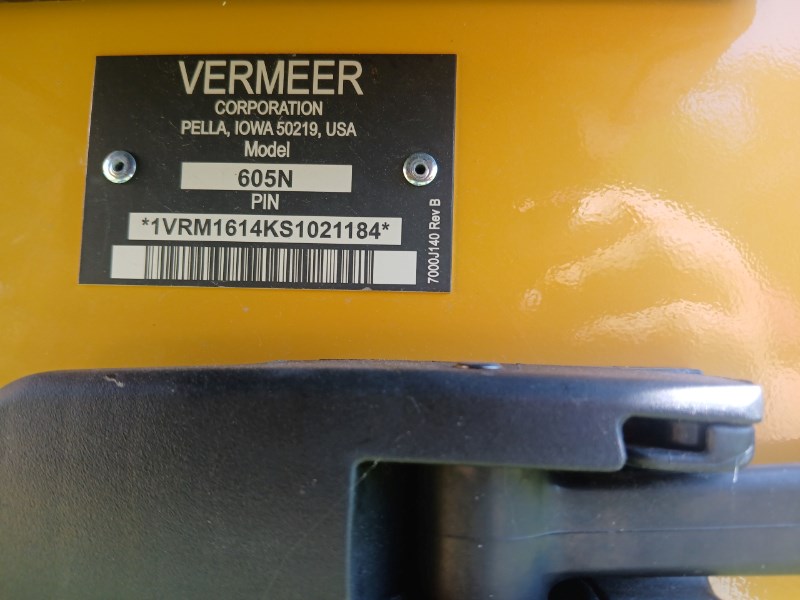 VERMEER
CORPORATION
PELLA, IOWA 50219, USA
Model
605N
PIN
*1VRM1614KS1021184*
7000J140 Rev B